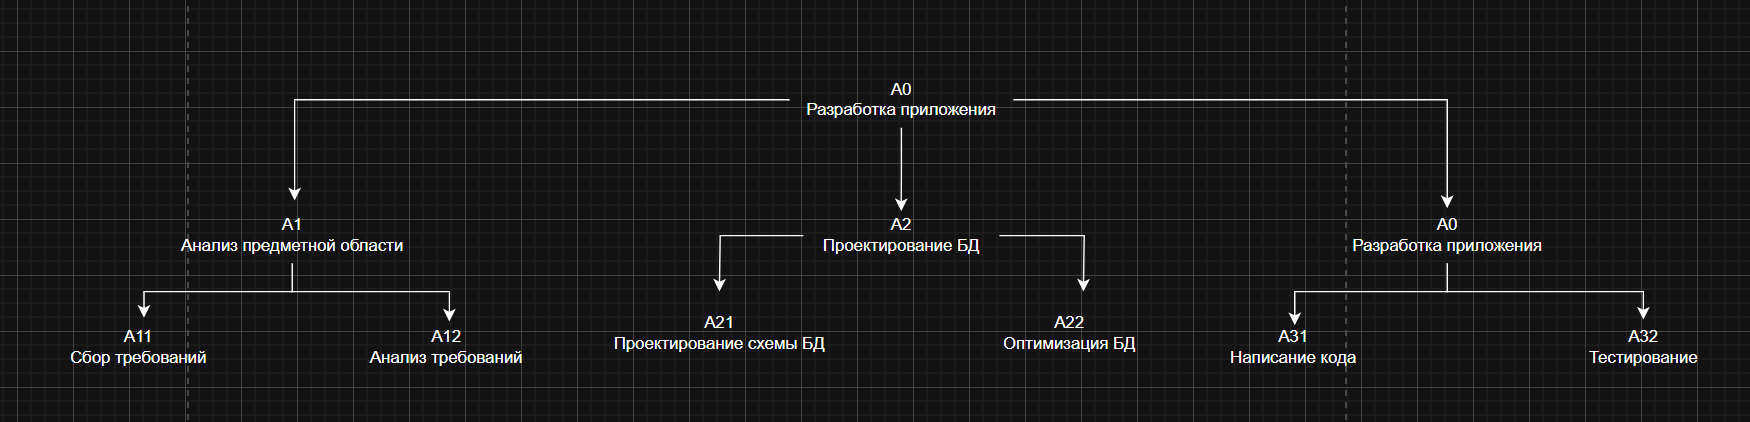 A0
Разработка приложения
A1
Анализ предметной области
A2
Проектирование БД
A0
Разработка приложения
A11
Сбор требований
A12
Анализ требований
A21
Проектирование схемы БД
A22
Оптимизация БД
A31
Написание кода
A32
Тестирование